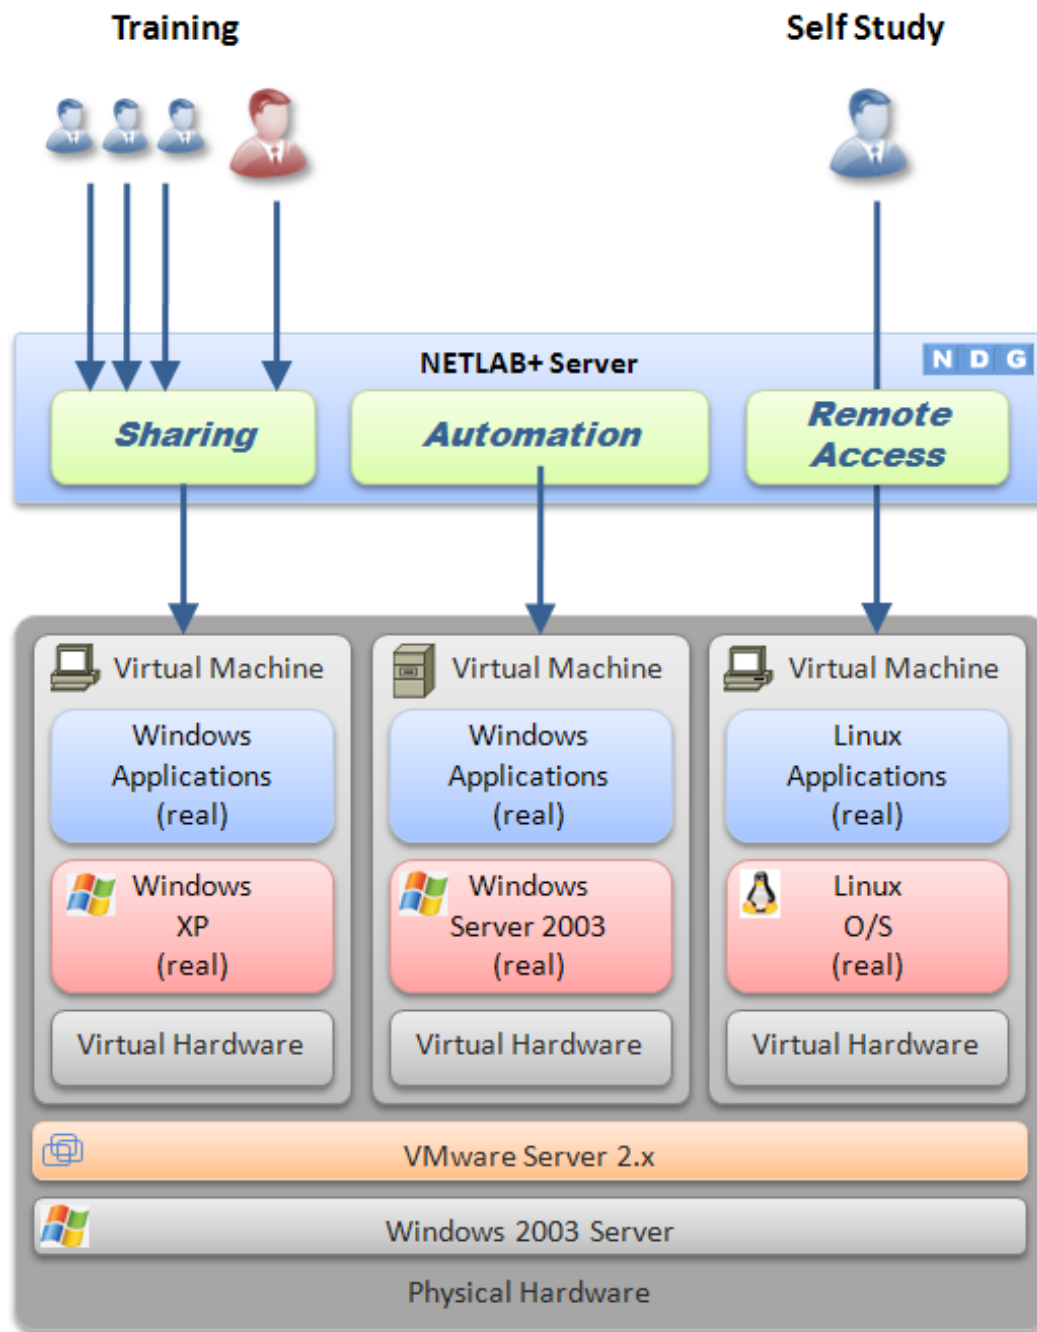 Training
Self Study
NETLAB+ Server
N D G
Sharing
Automation
Remote
Access
Virtual Machine
Windows
Applications
(real)
Windows
XP
(real)
Virtual Hardware
Virtual Machine
Windows
Applications
(real)
Windows
Server 2003
(real)
Virtual Hardware
Virtual Machine
Linux
Applications
(real)
Linux
O/S
(real)
Virtual Hardware
VMware Server 2.x
Windows 2003 Server
Physical Hardware